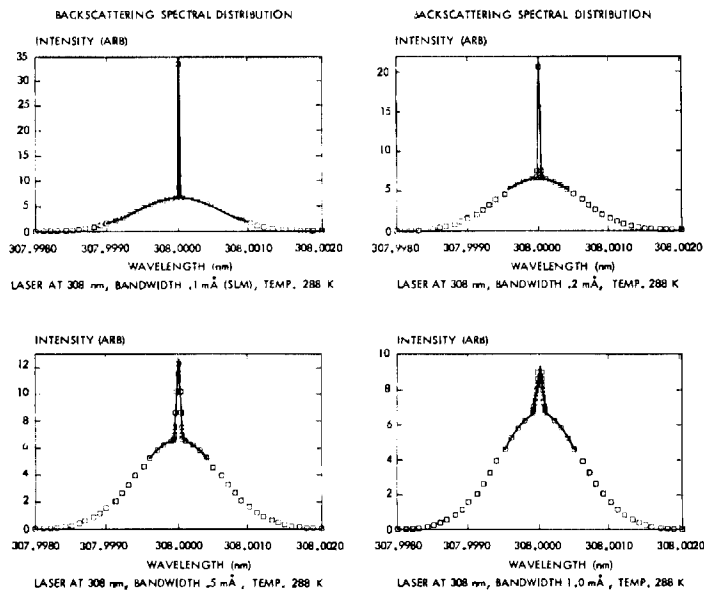 BACKSCATTERING SPECTRAL DISTRIBUTION
INTENSITY (ARB)
35
30
25
20
15
10
5
0
307.9980 307.9990 308.0000 308.0010 308.0020
WAVELENGTH (nm)
LASER AT 308 nm, BANDWIDTH .1 mÅ (SLM), TEMP. 288 K
BACKSCATTERING SPECTRAL DISTRIBUTION
INTENSITY (ARB)
20
15
10
5
0
307.9980 307.9990 308.0000 308.0010 308.0020
WAVELENGTH (nm)
LASER AT 308 nm, BANDWIDTH .2 mÅ, TEMP. 288 K
INTENSITY (ARB)
12
10
8
6
4
2
0
307.9980 307.9990 308.0000 308.0010 308.0020
WAVELENGTH (nm)
LASER AT 308 nm, BANDWIDTH .5 mÅ, TEMP. 288 K
INTENSITY (ARB)
10
8
6
4
2
0
307.9980 307.9990 308.0000 308.0010 308.0020
WAVELENGTH (nm)
LASER AT 308 nm, BANDWIDTH 1.0 mÅ, TEMP. 288 K